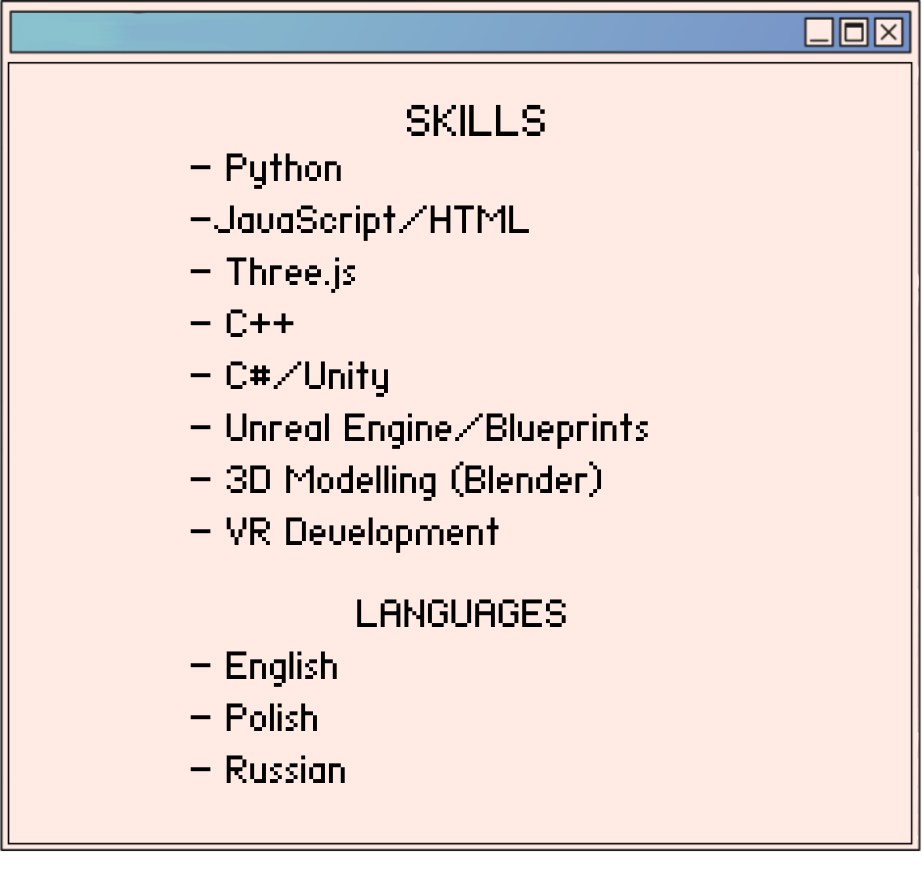 SKILLS
- Python
-JavaScript/HTML
- Three.js
- C++
- C#/Unity
- Unreal Engine/Blueprints
- 3D Modelling (Blender)
- VR Development
LANGUAGES
- English
- Polish
- Russian